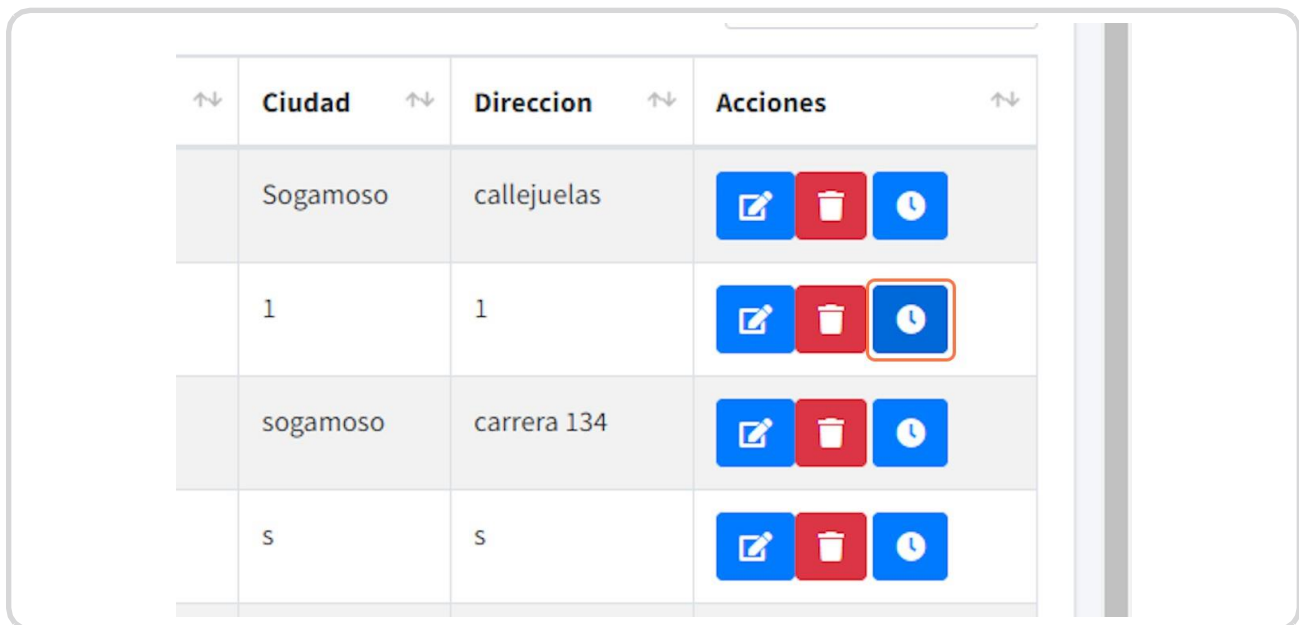 Ciudad Direccion Acciones
Sogamoso callejuelas
1 1
sogamoso carrera 134
s s